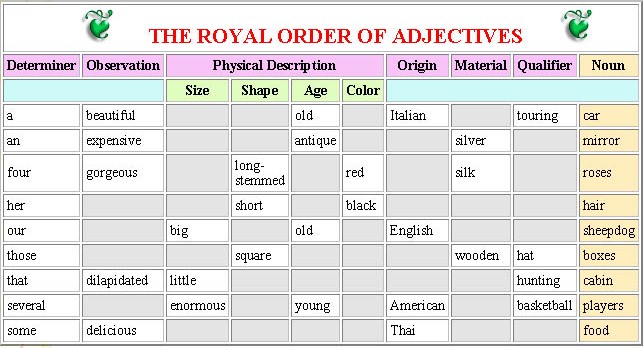 THE ROYAL ORDER OF ADJECTIVES
Determiner Observation Physical Description Origin Material Qualifier Noun
Size Shape Age Color
a beautiful old Italian touring car
an expensive antique silver mirror
four gorgeous long-stemmed red silk roses
her short black hair
our big old English sheepdog
those square wooden hat boxes
that dilapidated little hunting cabin
several enormous young American basketball players
some delicious Thai food